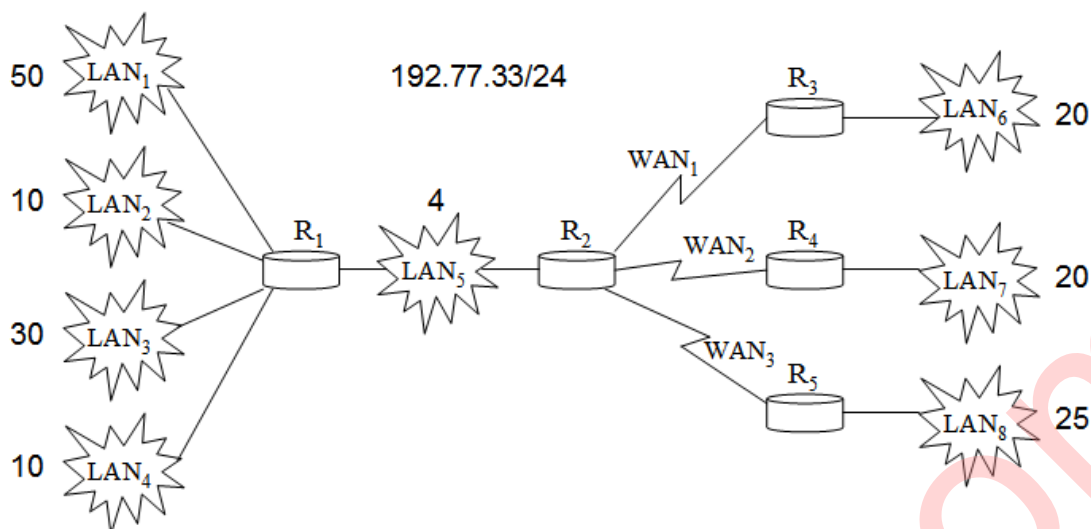 50
LAN₁
192.77.33/24
R₃
LAN₆
20
WAN₁
10
LAN₂
4
R₁
LAN₅
R₂
WAN₂
R₄
LAN₇
20
30
LAN₃
WAN₃
R₅
LAN₈
25
10
LAN₄